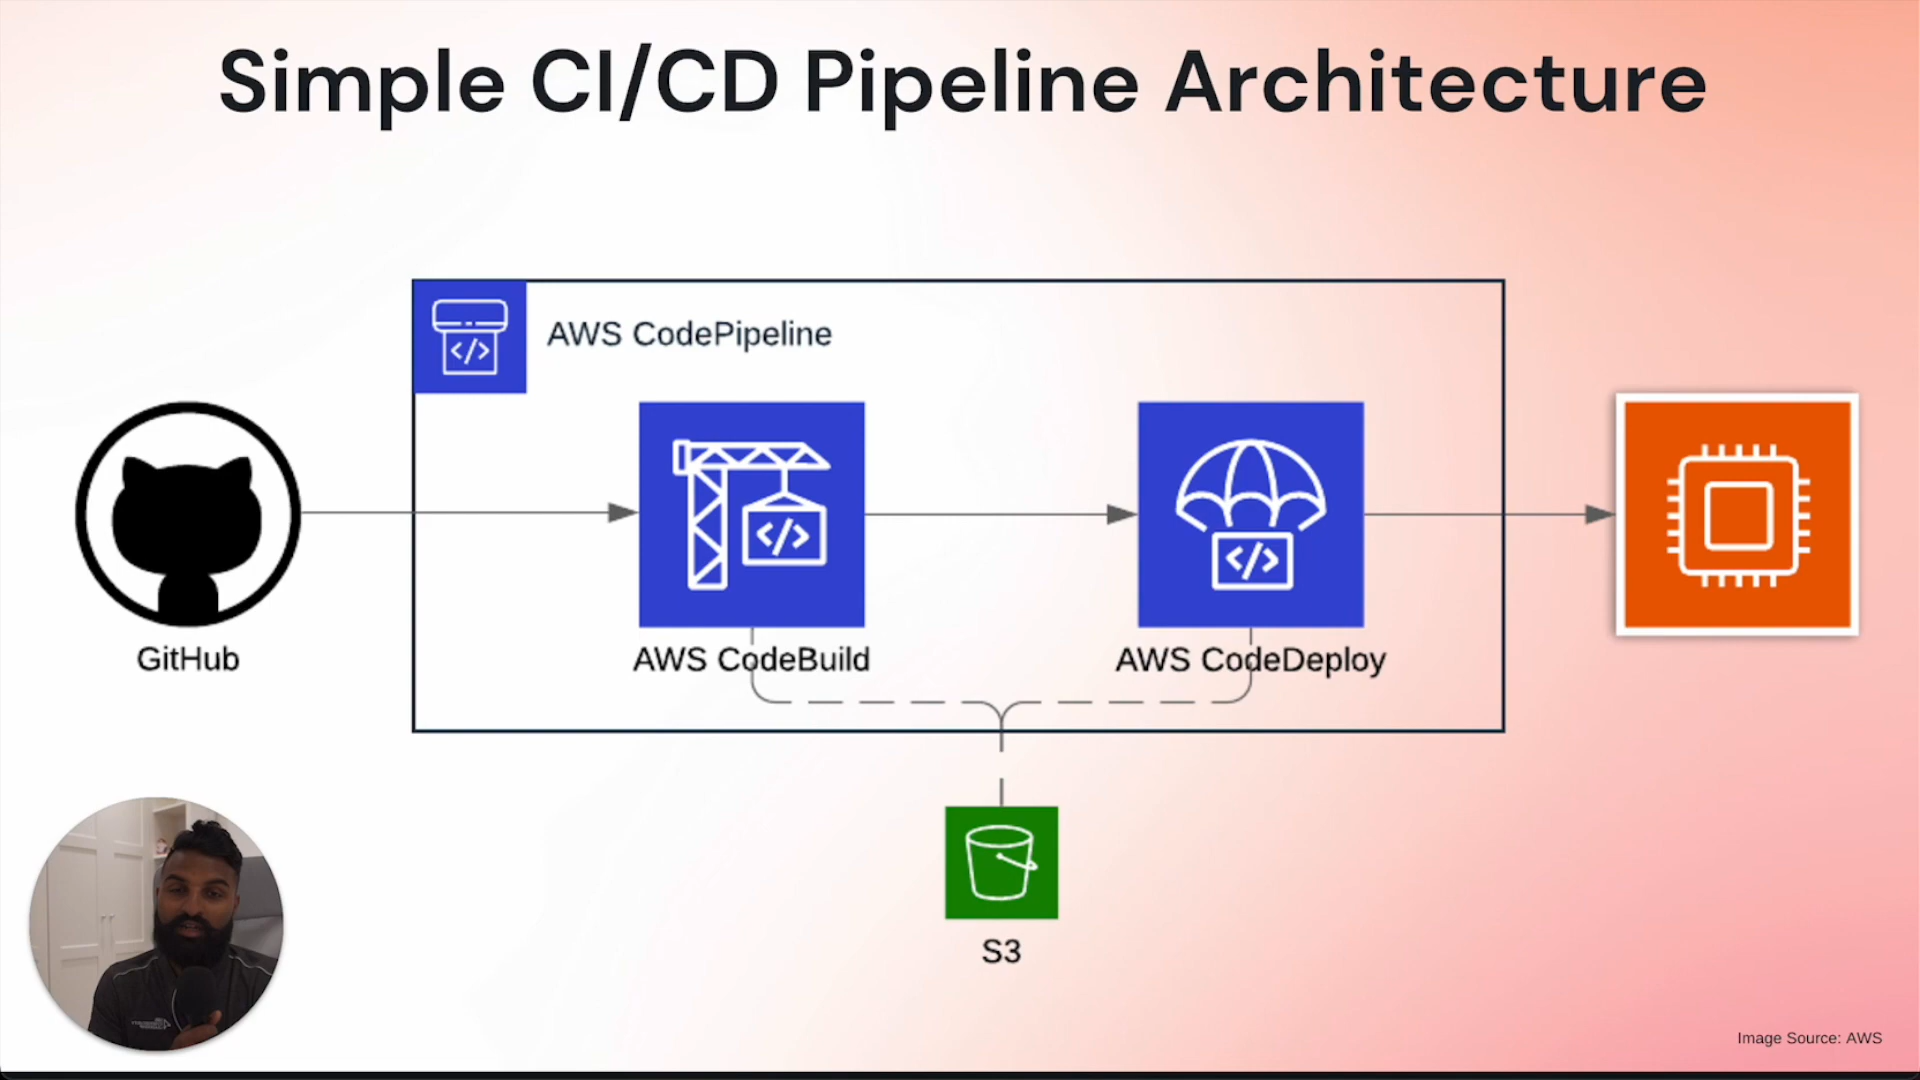 Simple CI/CD Pipeline Architecture
AWS CodePipeline
</>
</>
</>
GitHub
AWS CodeBuild
AWS CodeDeploy
S3
Image Source: AWS